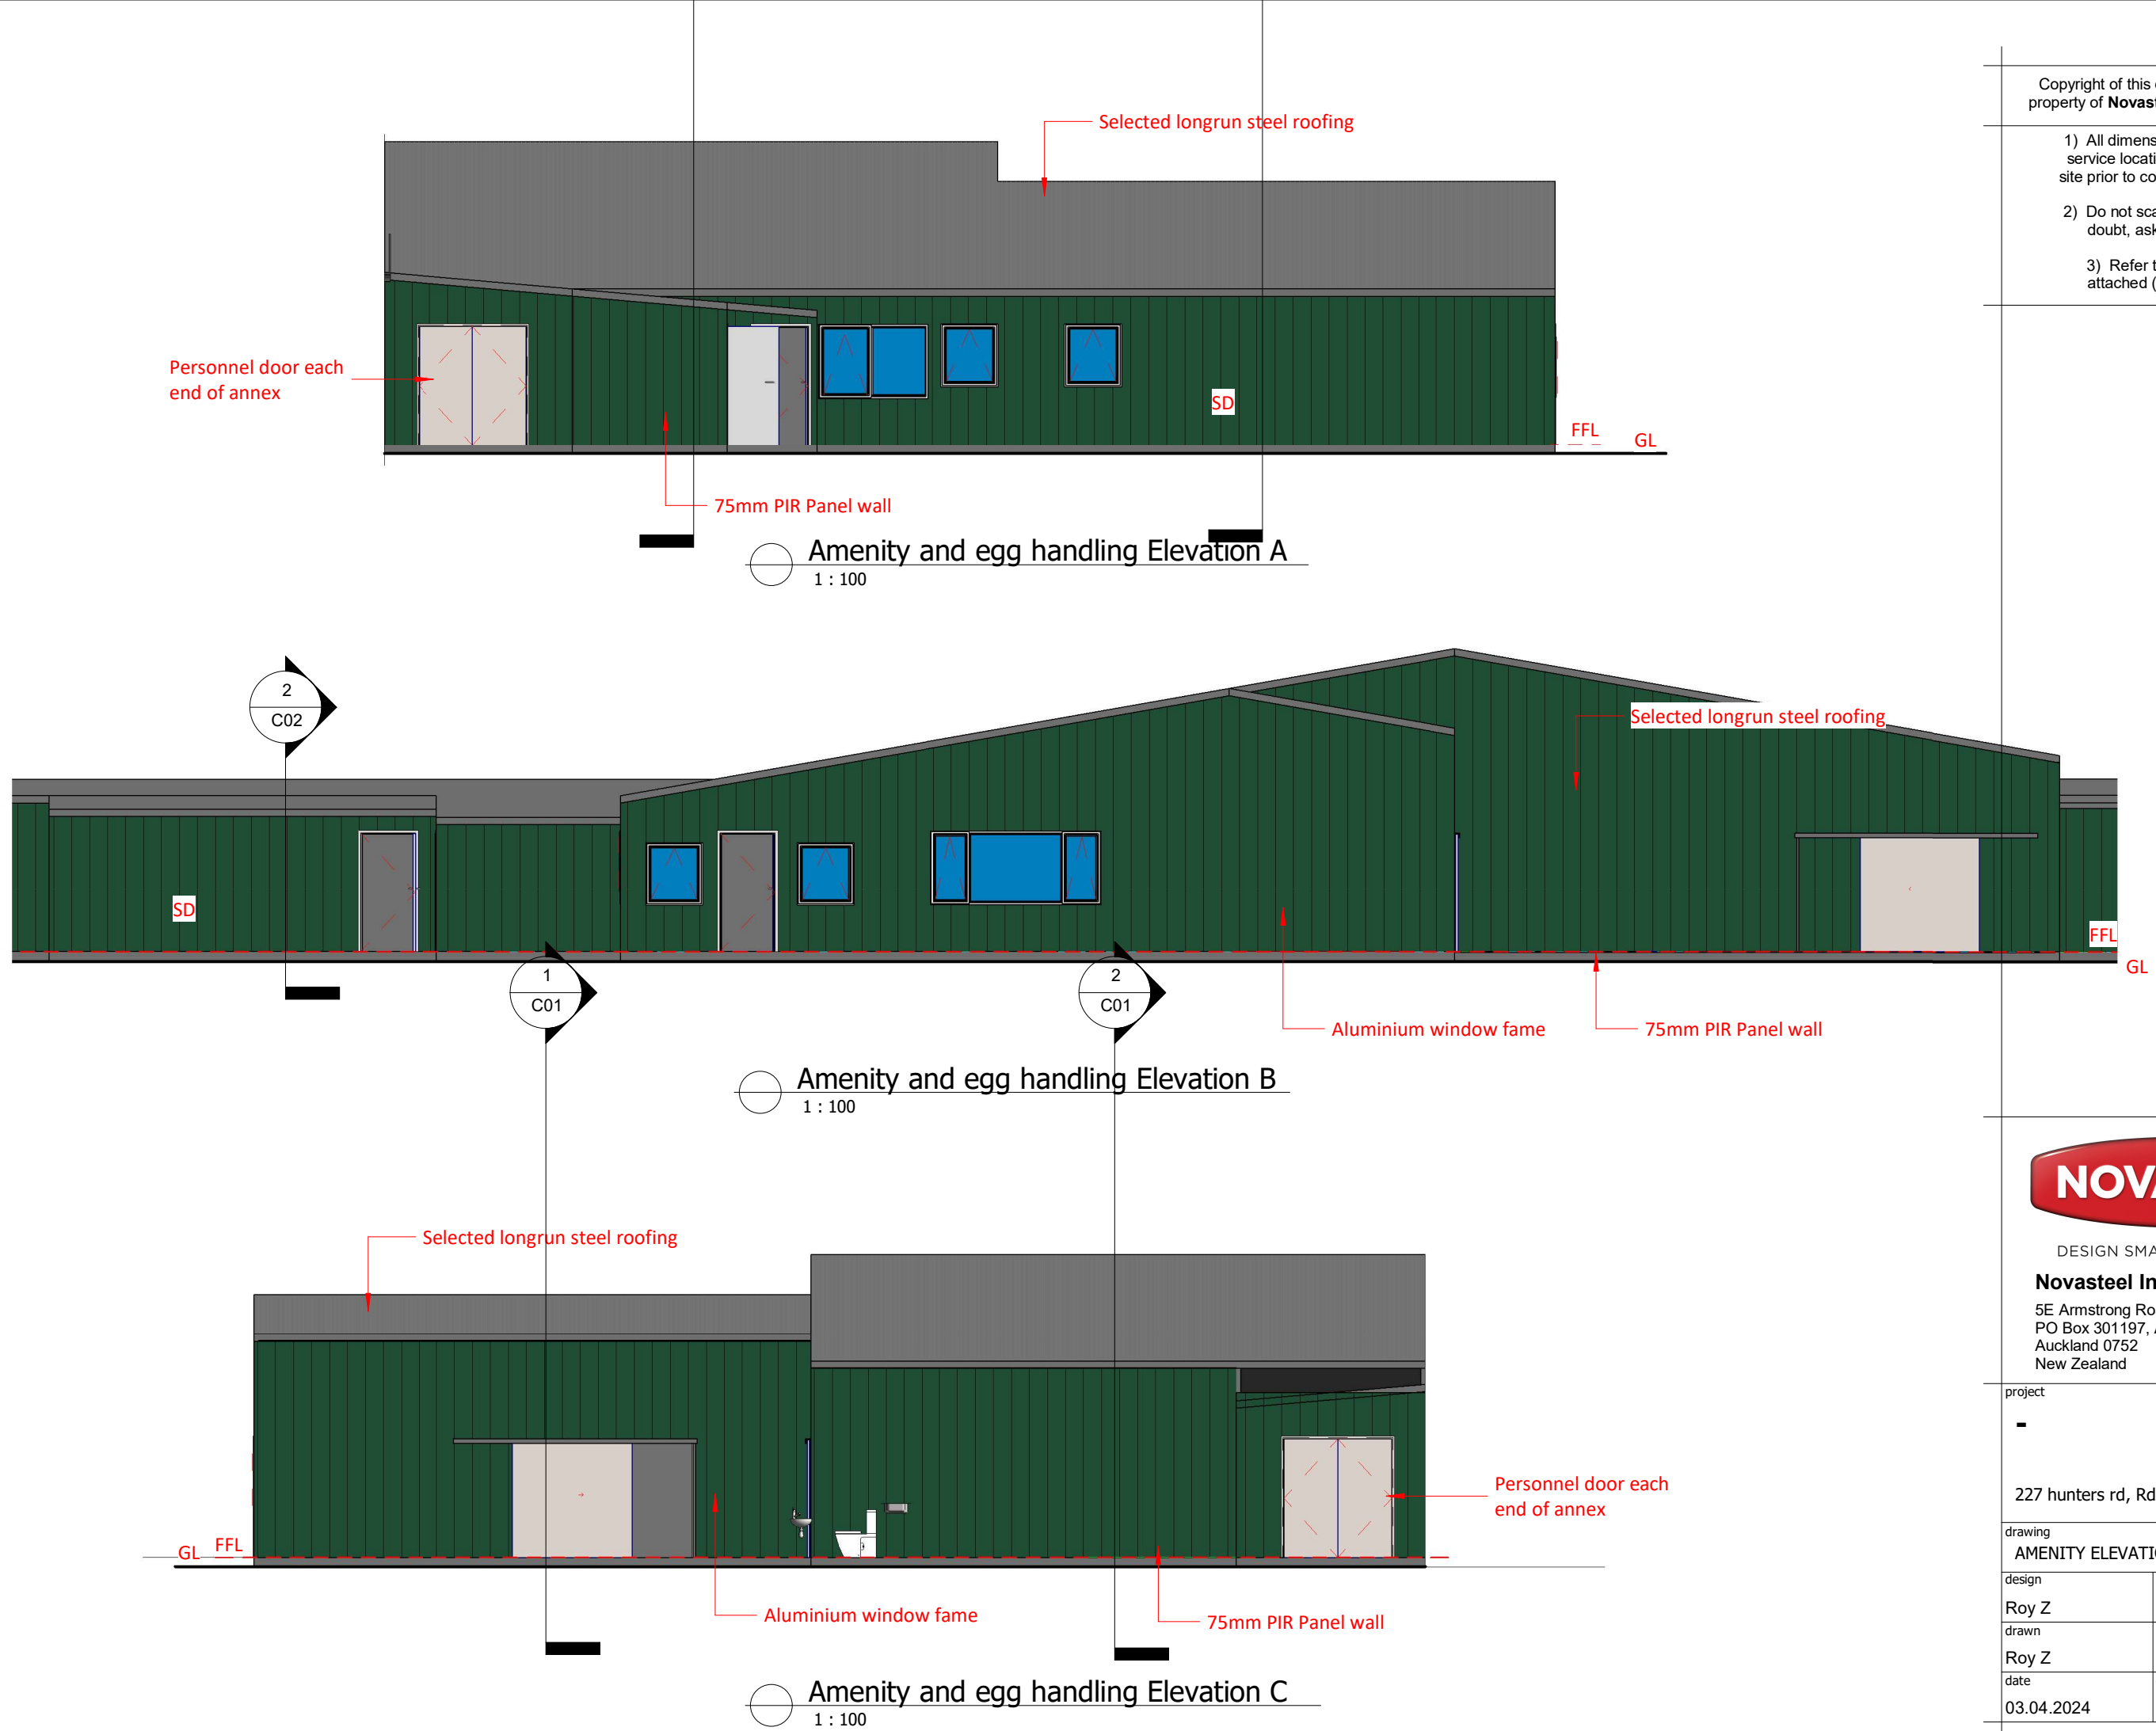 Selected longrun steel roofing
Personnel door each
end of annex
SD
FFL
GL
75mm PIR Panel wall
Amenity and egg handling Elevation A
1 : 100
2
C02
Selected longrun steel roofing
SD
FFL
GL
1
C01
2
C01
Aluminium window fame
75mm PIR Panel wall
Amenity and egg handling Elevation B
1 : 100
Selected longrun steel roofing
Personnel door each
end of annex
GL
FFL
Aluminium window fame
75mm PIR Panel wall
Amenity and egg handling Elevation C
1 : 100
Copyright of this
property of Novas
1) All dimens
service locati
site prior to co
2) Do not sca
doubt, ask
3) Refer t
attached (
NOVA
DESIGN SMA
Novasteel In
5E Armstrong Ro
PO Box 301197,
Auckland 0752
New Zealand
project
-
227 hunters rd, Rd
drawing
AMENITY ELEVATI
design
Roy Z
drawn
Roy Z
date
03.04.2024